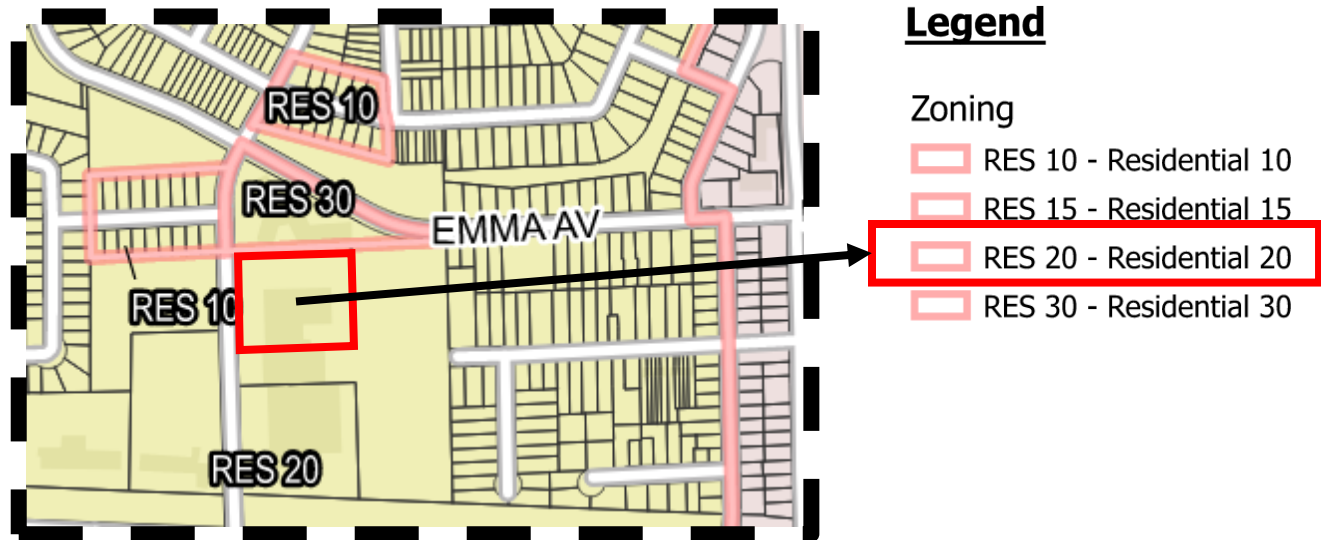 RES 10
RES 30
EMMA AV
RES 10
RES 20
Legend
Zoning
RES 10 - Residential 10
RES 15 - Residential 15
RES 20 - Residential 20
RES 30 - Residential 30